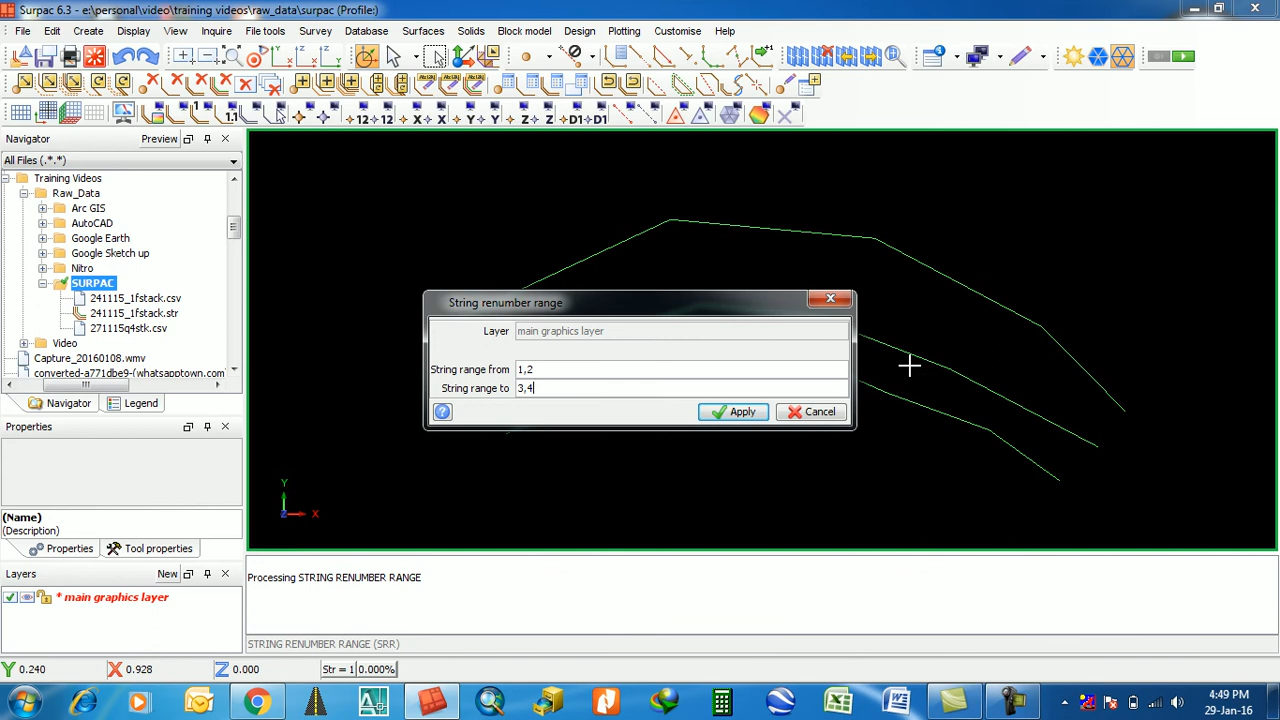 Surpac 6.3 - e:\personal\video\training videos\raw_data\surpac (Profile:)
File Edit Create Display View Inquire File tools Survey Database Surfaces Solids Block model Design Plotting Customise Help
Navigator Preview
All Files (.*.*)
Training Videos
Raw_Data
Arc GIS
AutoCAD
Google Earth
Google Sketch up
Nitro
SURPAC
241115_1fstack.csv
241115_1fstack.str
271115q4stk.csv
Video
Capture_20160108.wmv
converted-a771dbe9-(whatsapptown.com
Navigator Legend
Properties
(Name)
(Description)
Properties Tool properties
Layers New
* main graphics layer
String renumber range
Layer main graphics layer
String range from 1,2
String range to 3,4
Apply Cancel
Y
X
Z
Processing STRING RENUMBER RANGE
STRING RENUMBER RANGE (SRR)
Y 0.240 X 0.928 Z 0.000 Str = 1 0.000%
4:49 PM
29-Jan-16